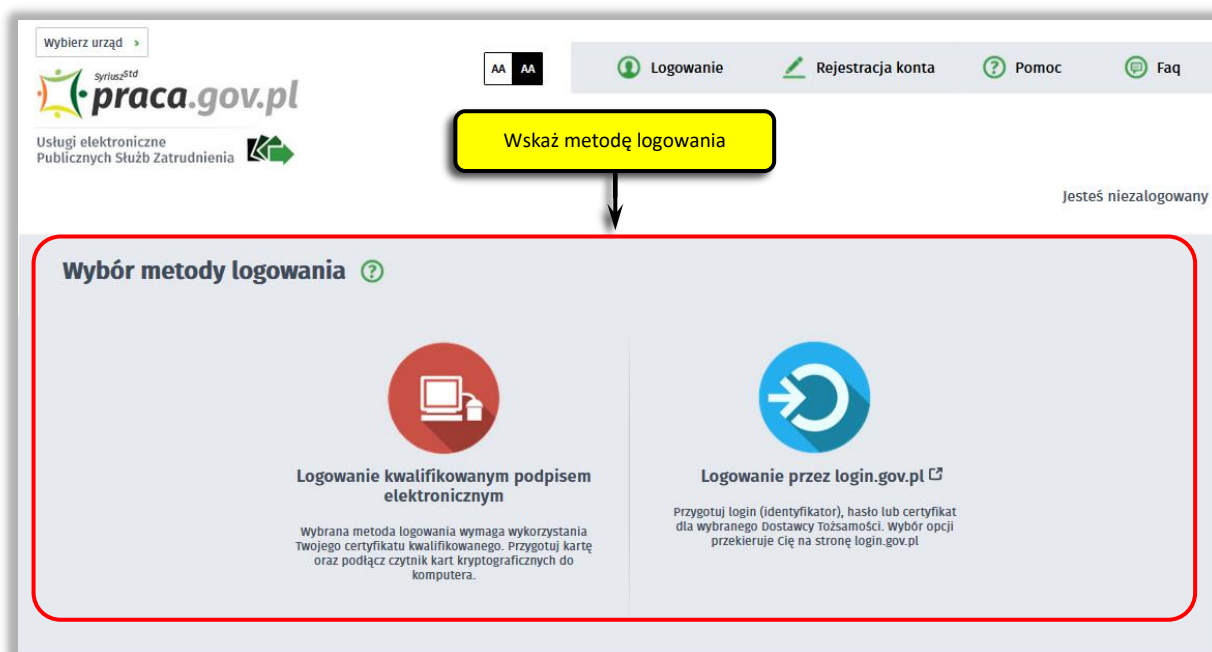 Wybierz urząd
AA AA
Logowanie
Rejestracja konta
Pomoc
Faq
SyriuszStd
praca.gov.pl
Usługi elektroniczne
Publicznych Służb Zatrudnienia
Wskaż metodę logowania
Jesteś niezalogowany
Wybór metody logowania
Logowanie kwalifikowanym podpisem
elektronicznym
Wybrana metoda logowania wymaga wykorzystania
Twojego certyfikatu kwalifikowanego. Przygotuj kartę
oraz podłącz czytnik kart kryptograficznych do
komputera.
Logowanie przez login.gov.pl
Przygotuj login (identyfikator), hasło lub certyfikat
dla wybranego Dostawcy Tożsamości. Wybór opcji
przekieruje Cię na stronę login.gov.pl